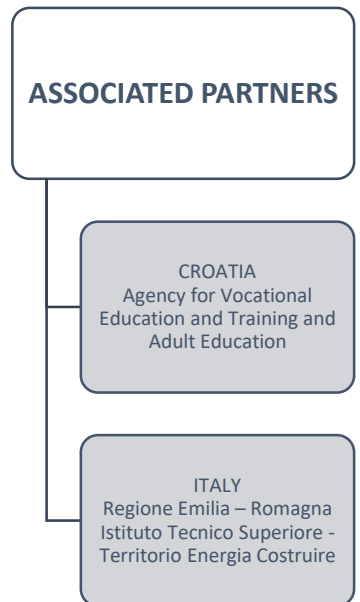 ASSOCIATED PARTNERS
CROATIA
Agency for Vocational
Education and Training and
Adult Education
ITALY
Regione Emilia – Romagna
Istituto Tecnico Superiore -
Territorio Energia Costruire